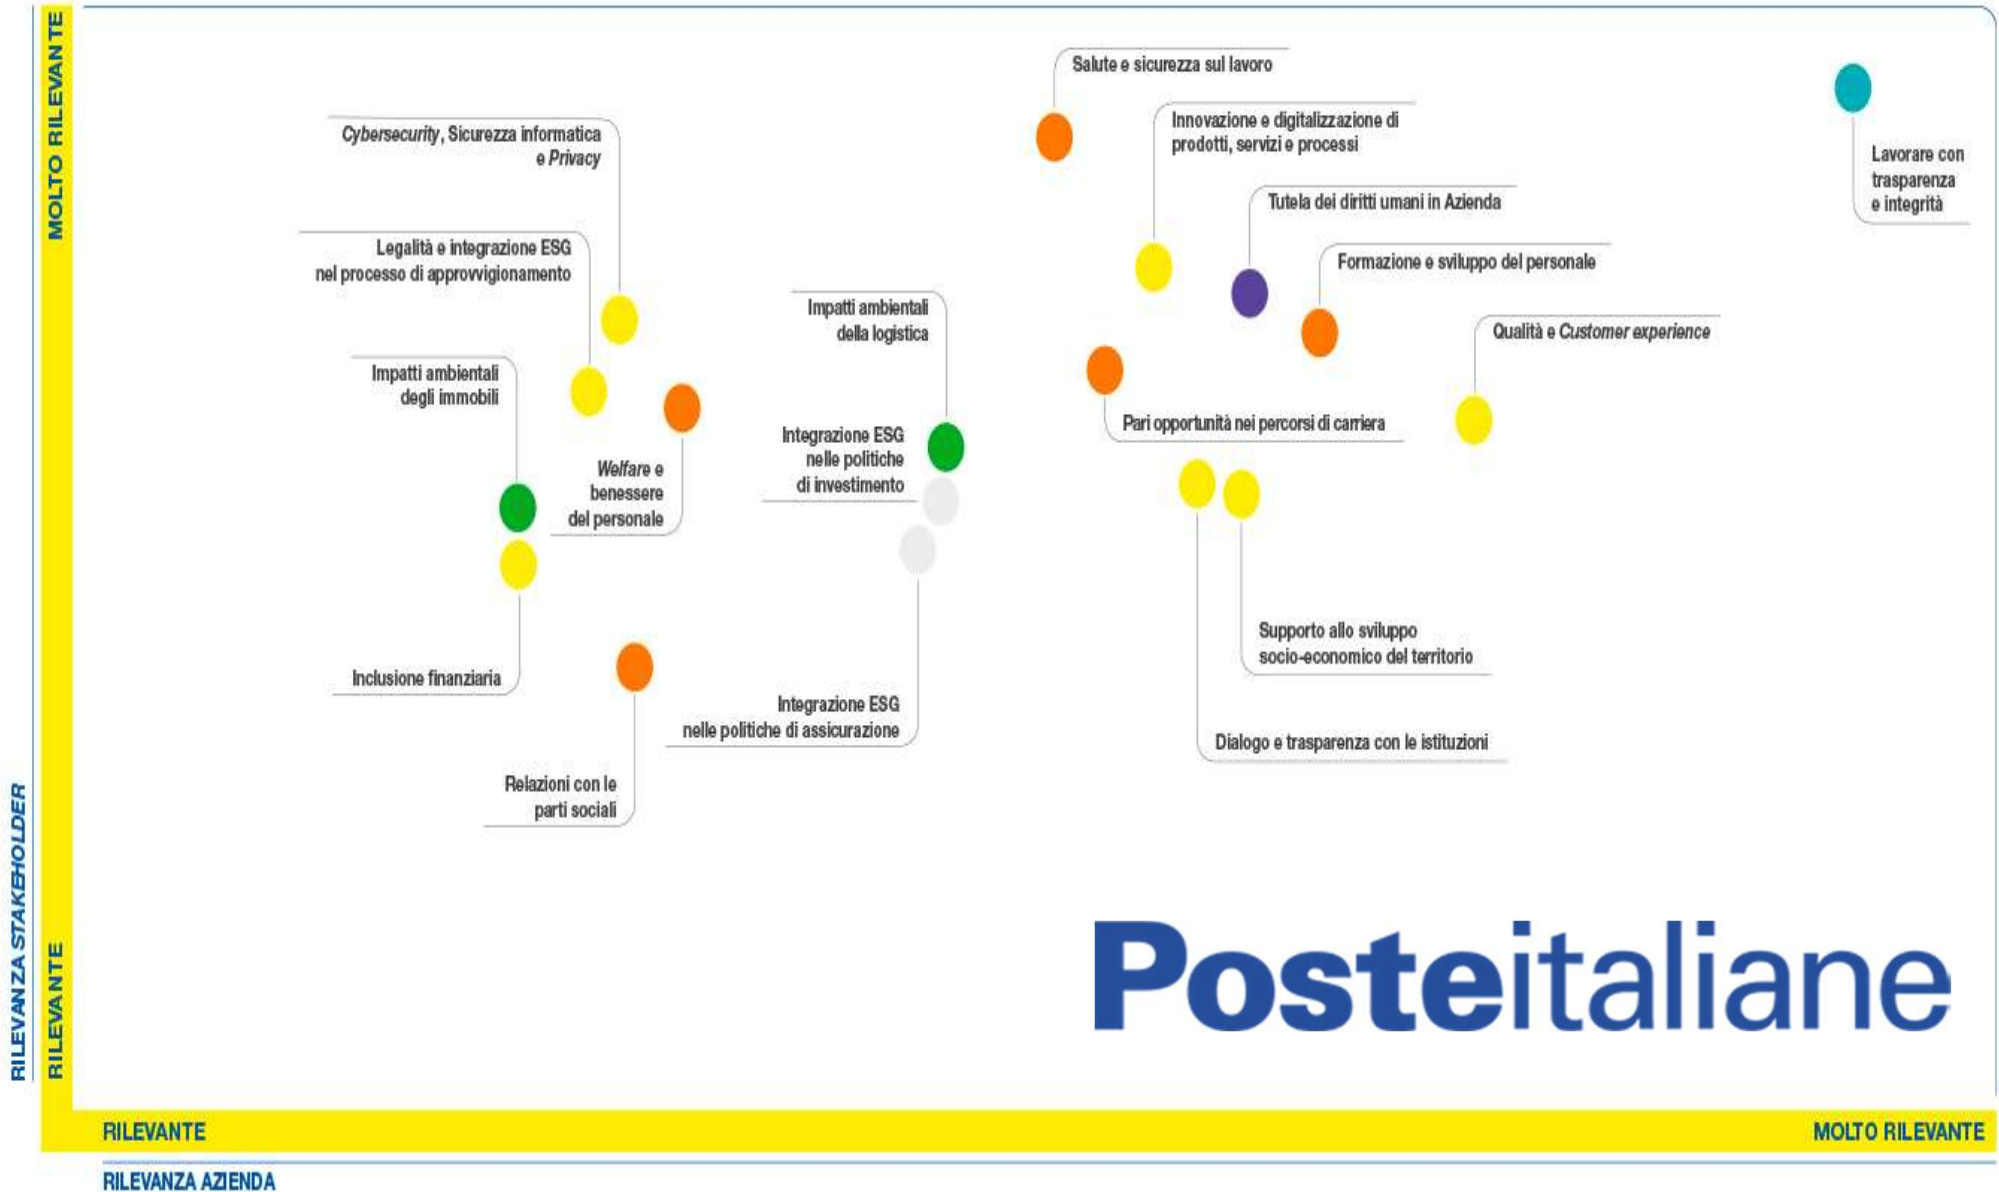 MOLTO RILEVANTE
RILEVANTE
RILEVANZA STAKEHOLDER
Salute e sicurezza sul lavoro
Innovazione e digitalizzazione di
prodotti, servizi e processi
Lavorare con
trasparenza
e integrità
Cybersecurity, Sicurezza informatica
e Privacy
Tutela dei diritti umani in Azienda
Legalità e integrazione ESG
nel processo di approvvigionamento
Formazione e sviluppo del personale
Impatti ambientali
della logistica
Qualità e Customer experience
Impatti ambientali
degli immobili
Pari opportunità nei percorsi di carriera
Integrazione ESG
nelle politiche
di investimento
Welfare e
benessere
del personale
Supporto allo sviluppo
socio-economico del territorio
Inclusione finanziaria
Integrazione ESG
nelle politiche di assicurazione
Dialogo e trasparenza con le istituzioni
Relazioni con le
parti sociali
Posteitaliane
RILEVANTE
MOLTO RILEVANTE
RILEVANZA AZIENDA